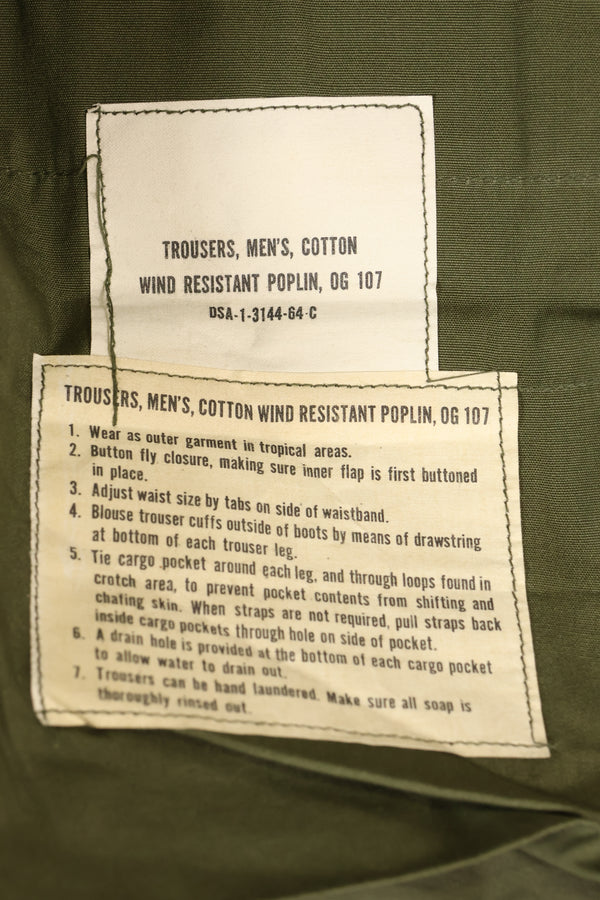 TROUSERS, MEN'S, COTTON
WIND RESISTANT POPLIN, OG 107
DSA-1-3144-64-C
TROUSERS, MEN'S, COTTON WIND RESISTANT POPLIN, OG 107
1. Wear as outer garment in tropical areas.
2. Button fly closure, making sure inner flap is first buttoned
in place.
3. Adjust waist size by tabs on side of waistband.
4. Blouse trouser cuffs outside of boots by means of drawstring
at bottom of each trouser leg.
5. Tie cargo pocket around each leg, and through loops found in
crotch area, to prevent pocket contents from shifting and
chafing skin. When straps are not required, pull straps back
inside cargo pockets through hole on side of pocket.
6. A drain hole is provided at the bottom of each cargo pocket
to allow water to drain out.
7. Trousers can be hand laundered. Make sure all soap is
thoroughly rinsed out.